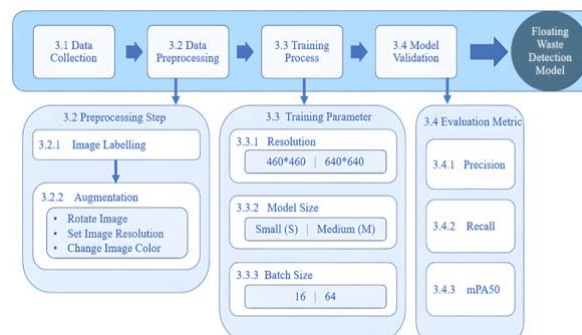 3.1 Data
Collection
3.2 Data
Preprocessing
3.3 Training
Process
3.4 Model
Validation
Floating
Waste
Detection
Model
3.2 Preprocessing Step
3.2.1 Image Labelling
3.2.2 Augmentation
• Rotate Image
• Set Image Resolution
• Change Image Color
3.3 Training Parameter
3.3.1 Resolution
460*460 | 640*640
3.3.2 Model Size
Small (S) | Medium (M)
3.3.3 Batch Size
16 | 64
3.4 Evaluation Metric
3.4.1 Precision
3.4.2 Recall
3.4.3 mPA50